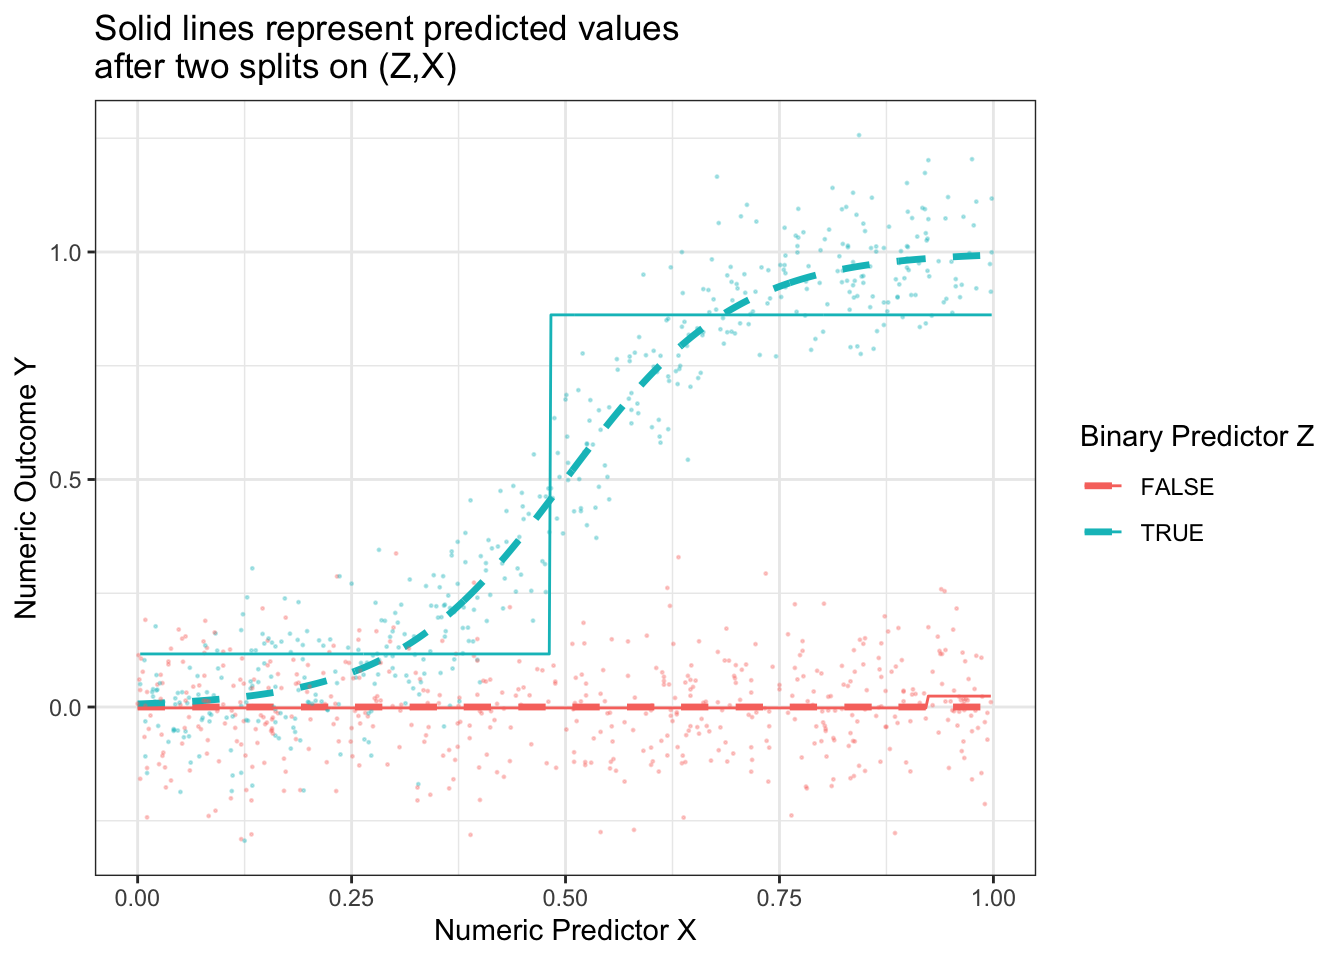 Solid lines represent predicted values
after two splits on (Z,X)
1.0
0.5
0.0
Numeric Outcome Y
0.00 0.25 0.50 0.75 1.00
Numeric Predictor X
Binary Predictor Z
FALSE
TRUE